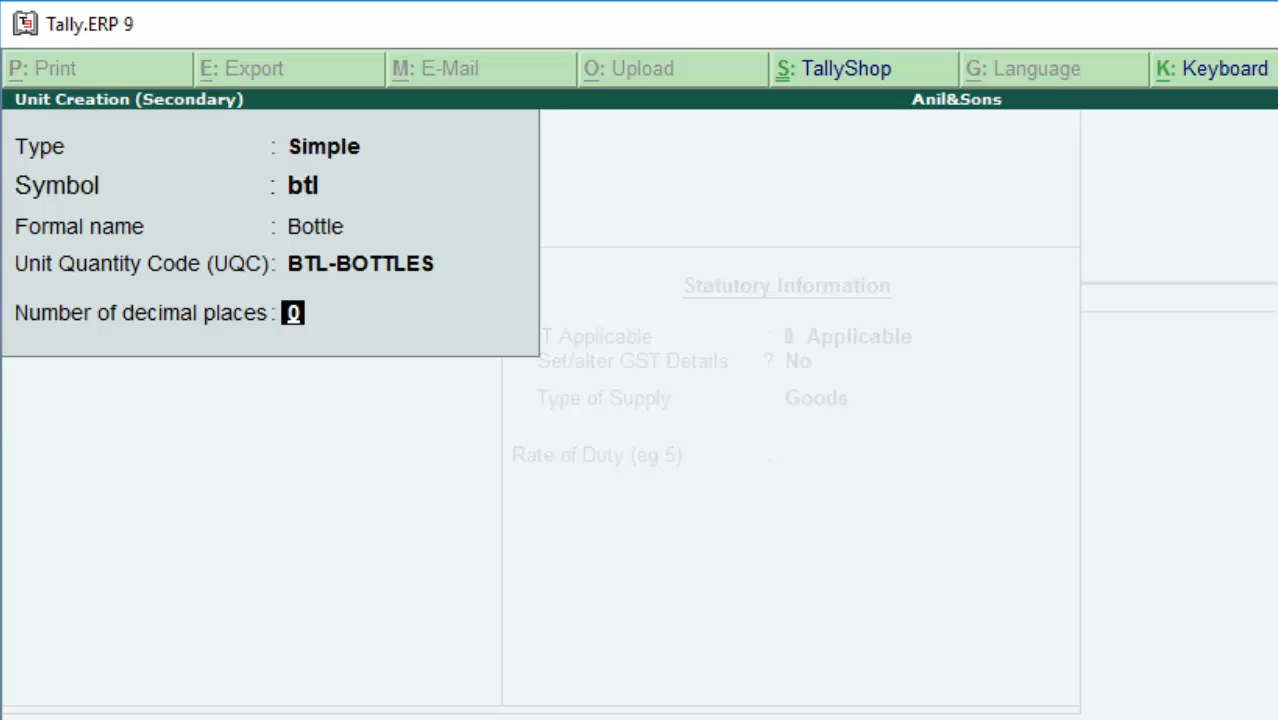 Tally.ERP 9
P: Print E: Export M: E-Mail O: Upload S: TallyShop G: Language K: Keyboard
Unit Creation (Secondary) Anil&Sons
Type : Simple
Symbol : btl
Formal name : Bottle
Unit Quantity Code (UQC): BTL-BOTTLES
Number of decimal places : 0
Statutory Information
T Applicable : Applicable
Set/alter GST Details ? No
Type of Supply : Goods
Rate of Duty (eg 5) :